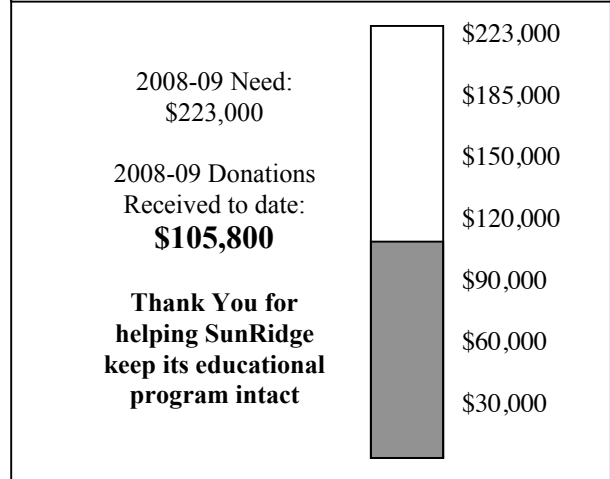 2008-09 Need:
$223,000
2008-09 Donations
Received to date:
$105,800
Thank You for
helping SunRidge
keep its educational
program intact
$223,000
$185,000
$150,000
$120,000
$90,000
$60,000
$30,000